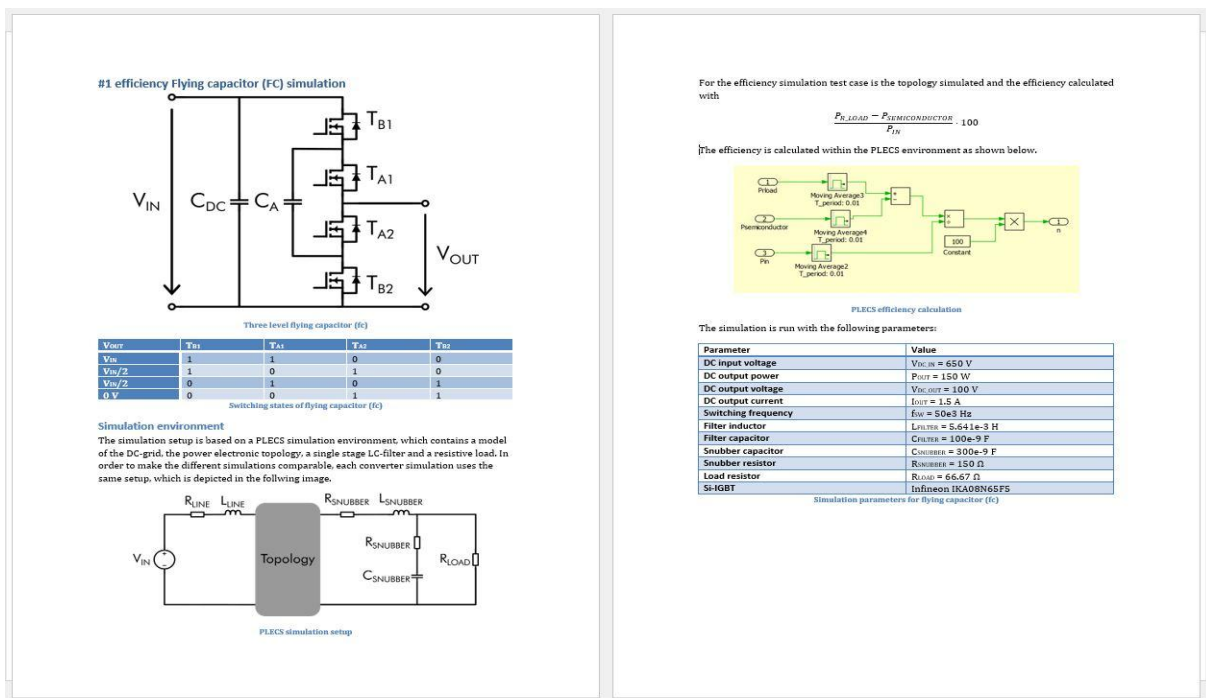 #1 efficiency Flying capacitor (FC) simulation
TB1
TA1
VIN CDC CA
TA2
VOUT
TB2
Three level flying capacitor (fc)
VOUT TB1 TA1 TA2 TB2
VIN 1 1 0 0
VIN/2 1 0 1 0
VIN/2 0 1 0 1
0 V 0 0 1 1
Switching states of flying capacitor (fc)
Simulation environment
The simulation setup is based on a PLECS simulation environment, which contains a model
of the DC-grid, the power electronic topology, a single stage LC-filter and a resistive load. In
order to make the different simulations comparable, each converter simulation uses the
same setup, which is depicted in the follwing image.
RLINE LLINE RSNUBBER LSNUBBER
RSNUBBER
VIN Topology RLOAD
CSNUBBER
PLECS simulation setup
For the efficiency simulation test case is the topology simulated and the efficiency calculated
with
PR_LOAD − PSEMICONDUCTOR
PIN
· 100
The efficiency is calculated within the PLECS environment as shown below.
1
Prload
Moving Average3
T_period: 0.01
2
Psemiconductor
Moving Average4
T_period: 0.01
3
Pin
Moving Average2
T_period: 0.01
100
Constant
1
n
PLECS efficiency calculation
The simulation is run with the following parameters:
Parameter Value
DC input voltage VDC_IN = 650 V
DC output power POUT = 150 W
DC output voltage VDC_OUT = 100 V
DC output current IOUT = 1.5 A
Switching frequency fSW = 50e3 Hz
Filter inductor LFILTER = 5.641e-3 H
Filter capacitor CFILTER = 100e-9 F
Snubber capacitor CSNUBBER = 300e-9 F
Snubber resistor RSNUBBER = 150 Ω
Load resistor RLOAD = 66.67 Ω
Si-IGBT Infineon IKA08N65F5
Simulation parameters for flying capacitor (fc)